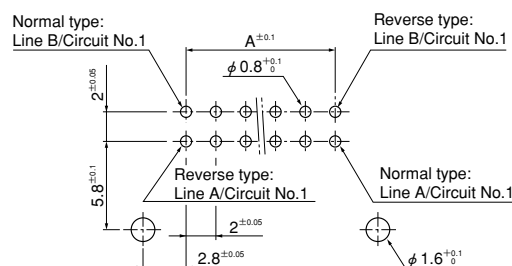 Normal type:
Line B/Circuit No.1
Reverse type:
Line B/Circuit No.1
A±0.1
φ0.8+0.1 0
2±0.05
5.8±0.1
Reverse type:
Line A/Circuit No.1
Normal type:
Line A/Circuit No.1
2±0.05
2.8±0.05
φ1.6+0.1 0